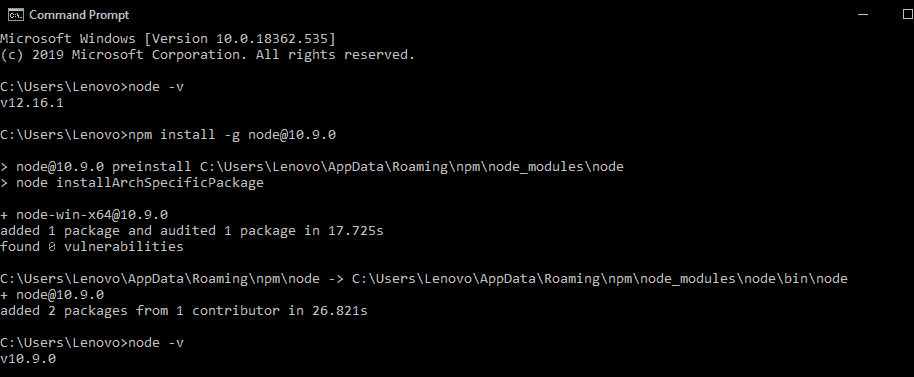 Command Prompt
Microsoft Windows [Version 10.0.18362.535]
(c) 2019 Microsoft Corporation. All rights reserved.
C:\Users\Lenovo>node -v
v12.16.1
C:\Users\Lenovo>npm install -g node@10.9.0
> node@10.9.0 preinstall C:\Users\Lenovo\AppData\Roaming\npm\node_modules\node
> node installArchSpecificPackage
+ node-win-x64@10.9.0
added 1 package and audited 1 package in 17.725s
found 0 vulnerabilities
C:\Users\Lenovo\AppData\Roaming\npm\node -> C:\Users\Lenovo\AppData\Roaming\npm\node_modules\node\bin\node
+ node@10.9.0
added 2 packages from 1 contributor in 26.821s
C:\Users\Lenovo>node -v
v10.9.0